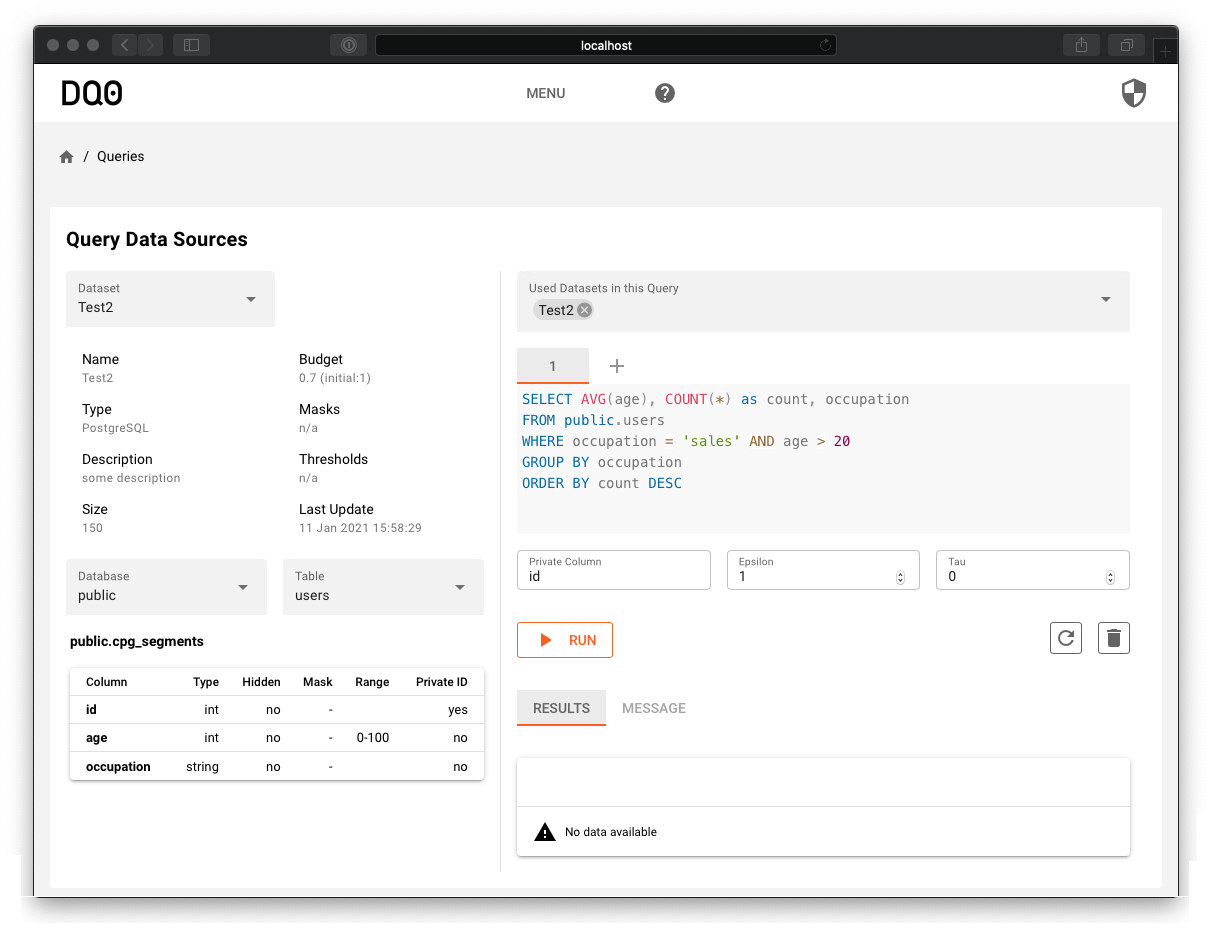 localhost
DQ0
MENU
/ Queries
Query Data Sources
Dataset
Test2
Name
Test2
Budget
0.7 (initial:1)
Type
PostgreSQL
Masks
n/a
Description
some description
Thresholds
n/a
Size
150
Last Update
11 Jan 2021 15:58:29
Database
public
Table
users
public.cpg_segments
Column Type Hidden Mask Range Private ID
id int no - yes
age int no - 0-100 no
occupation string no - no
Used Datasets in this Query
Test2
1
SELECT AVG(age), COUNT(*) as count, occupation
FROM public.users
WHERE occupation = 'sales' AND age > 20
GROUP BY occupation
ORDER BY count DESC
Private Column
id
Epsilon
1
Tau
0
RUN
RESULTS MESSAGE
No data available